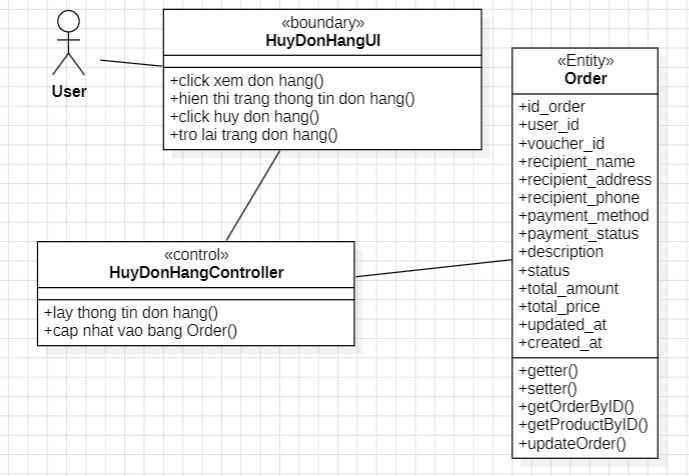 User
«boundary»
HuyDonHangUI
+click xem don hang()
+hien thi trang thong tin don hang()
+click huy don hang()
+tro lai trang don hang()
«control»
HuyDonHangController
+lay thong tin don hang()
+cap nhat vao bang Order()
«Entity»
Order
+id_order
+user_id
+voucher_id
+recipient_name
+recipient_address
+recipient_phone
+payment_method
+payment_status
+description
+status
+total_amount
+total_price
+updated_at
+created_at
+getter()
+setter()
+getOrderByID()
+getProductByID()
+updateOrder()